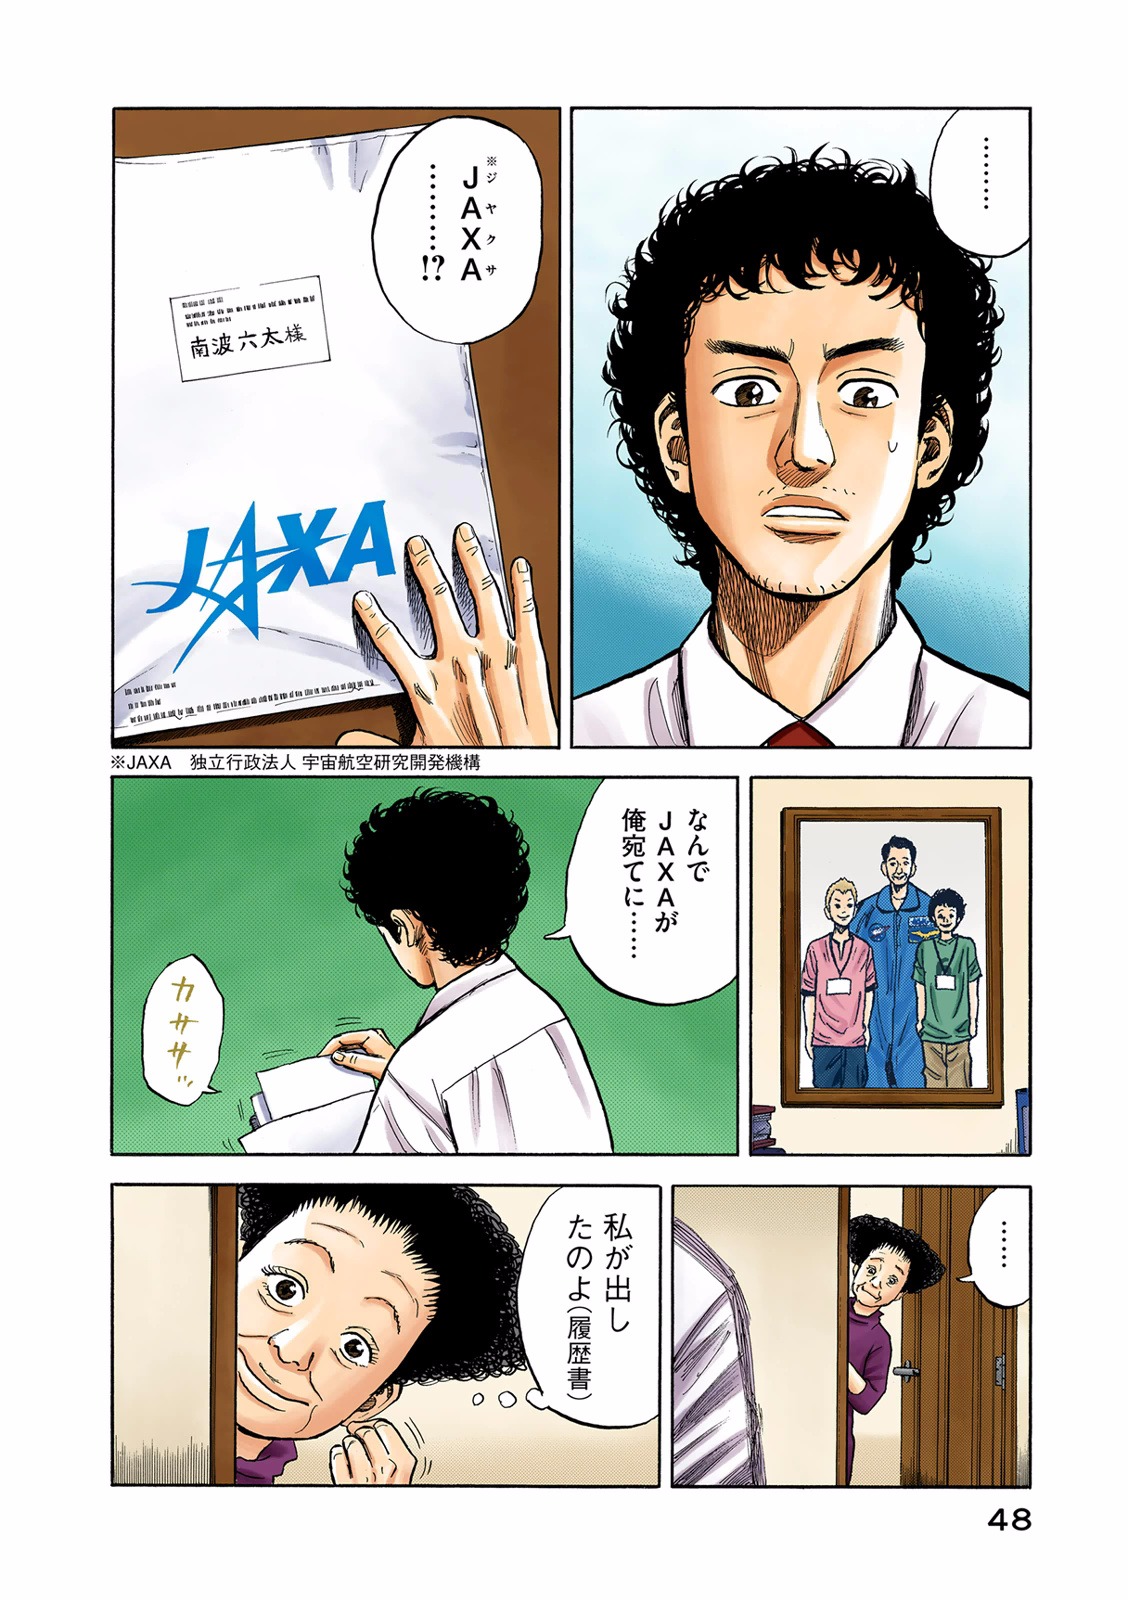 …………
※ＪＡＸＡ
ジヤクサ
…………!?
南波六太様
JAXA
※JAXA　独立行政法人 宇宙航空研究開発機構
なんで
ＪＡＸＡが
俺宛てに……
カササッ
……
私が出し
たのよ(履歴書)
48